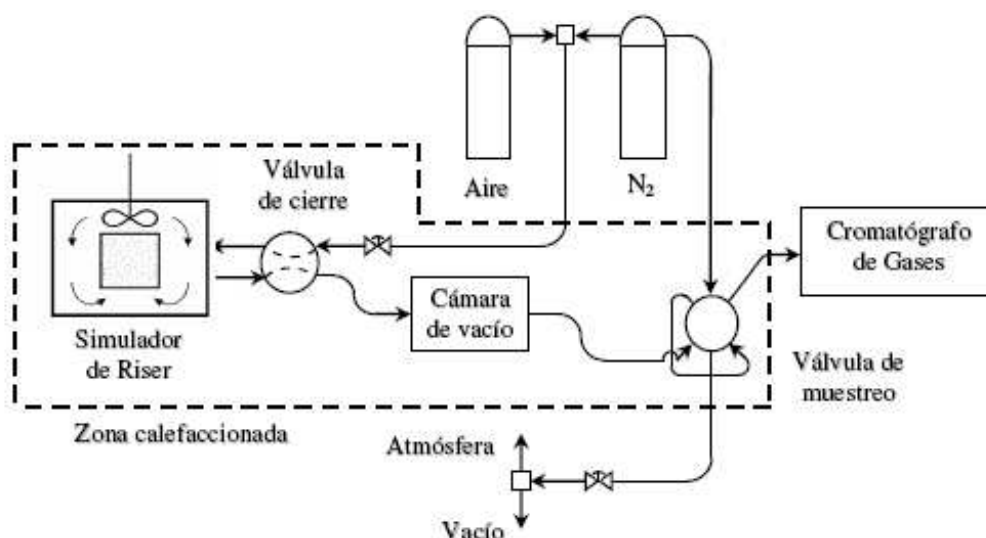 Aire
N₂
Válvula
de cierre
Cromatógrafo
de Gases
Cámara
de vacío
Simulador
de Riser
Válvula de
muestreo
Zona calefaccionada
Atmósfera
Vacío